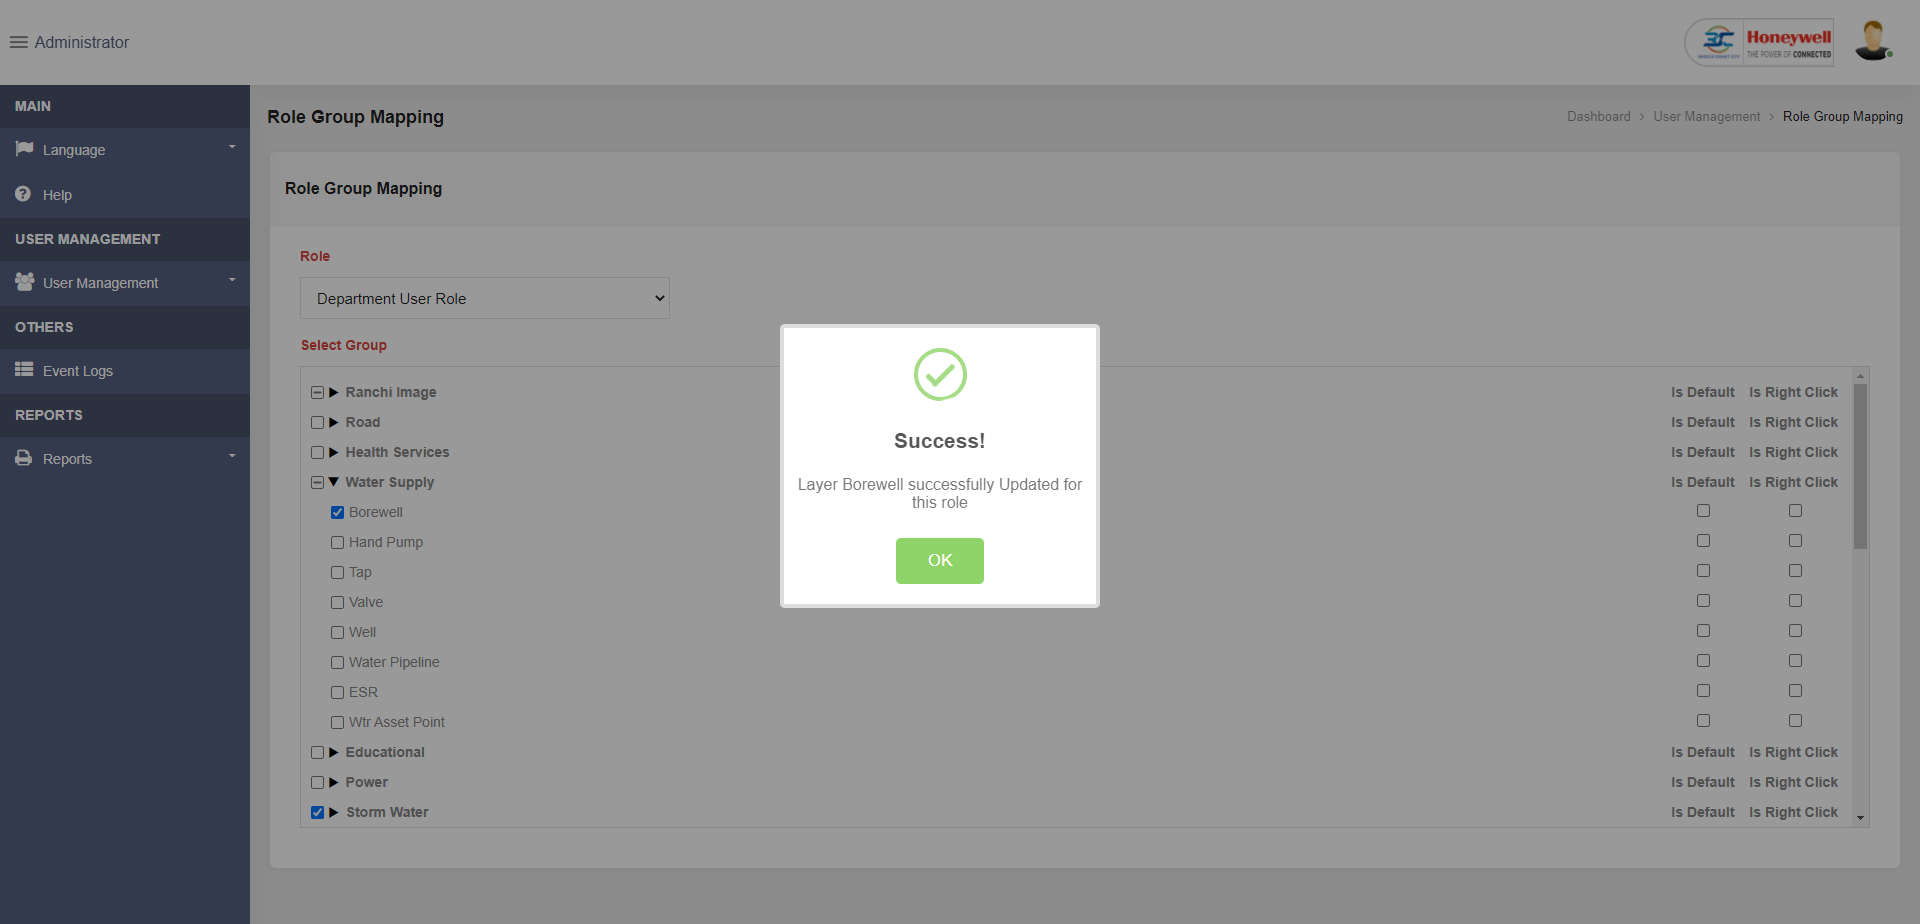 Administrator
Honeywell
THE POWER OF CONNECTED
MAIN
Language
Help
USER MANAGEMENT
User Management
OTHERS
Event Logs
REPORTS
Reports
Role Group Mapping
Dashboard > User Management > Role Group Mapping
Role Group Mapping
Role
Department User Role
Select Group
Ranchi Image Is Default Is Right Click
Road Is Default Is Right Click
Health Services Is Default Is Right Click
Water Supply Is Default Is Right Click
Borewell
Hand Pump
Tap
Valve
Well
Water Pipeline
ESR
Wtr Asset Point
Educational Is Default Is Right Click
Power Is Default Is Right Click
Storm Water Is Default Is Right Click
Success!
Layer Borewell successfully Updated for
this role
OK